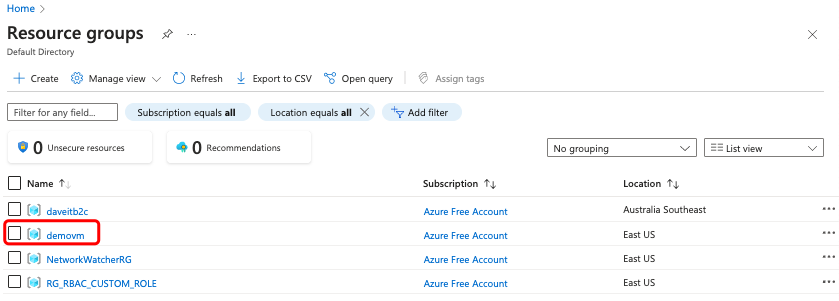 Home >
Resource groups
...
Default Directory
+ Create Manage view Refresh Export to CSV Open query Assign tags
Filter for any field... Subscription equals all Location equals all Add filter
0 Unsecure resources 0 Recommendations No grouping List view
Name ↑↓ Subscription ↑↓ Location ↑↓
daveitb2c Azure Free Account Australia Southeast ...
demovm Azure Free Account East US ...
NetworkWatcherRG Azure Free Account East US ...
RG_RBAC_CUSTOM_ROLE Azure Free Account East US ...